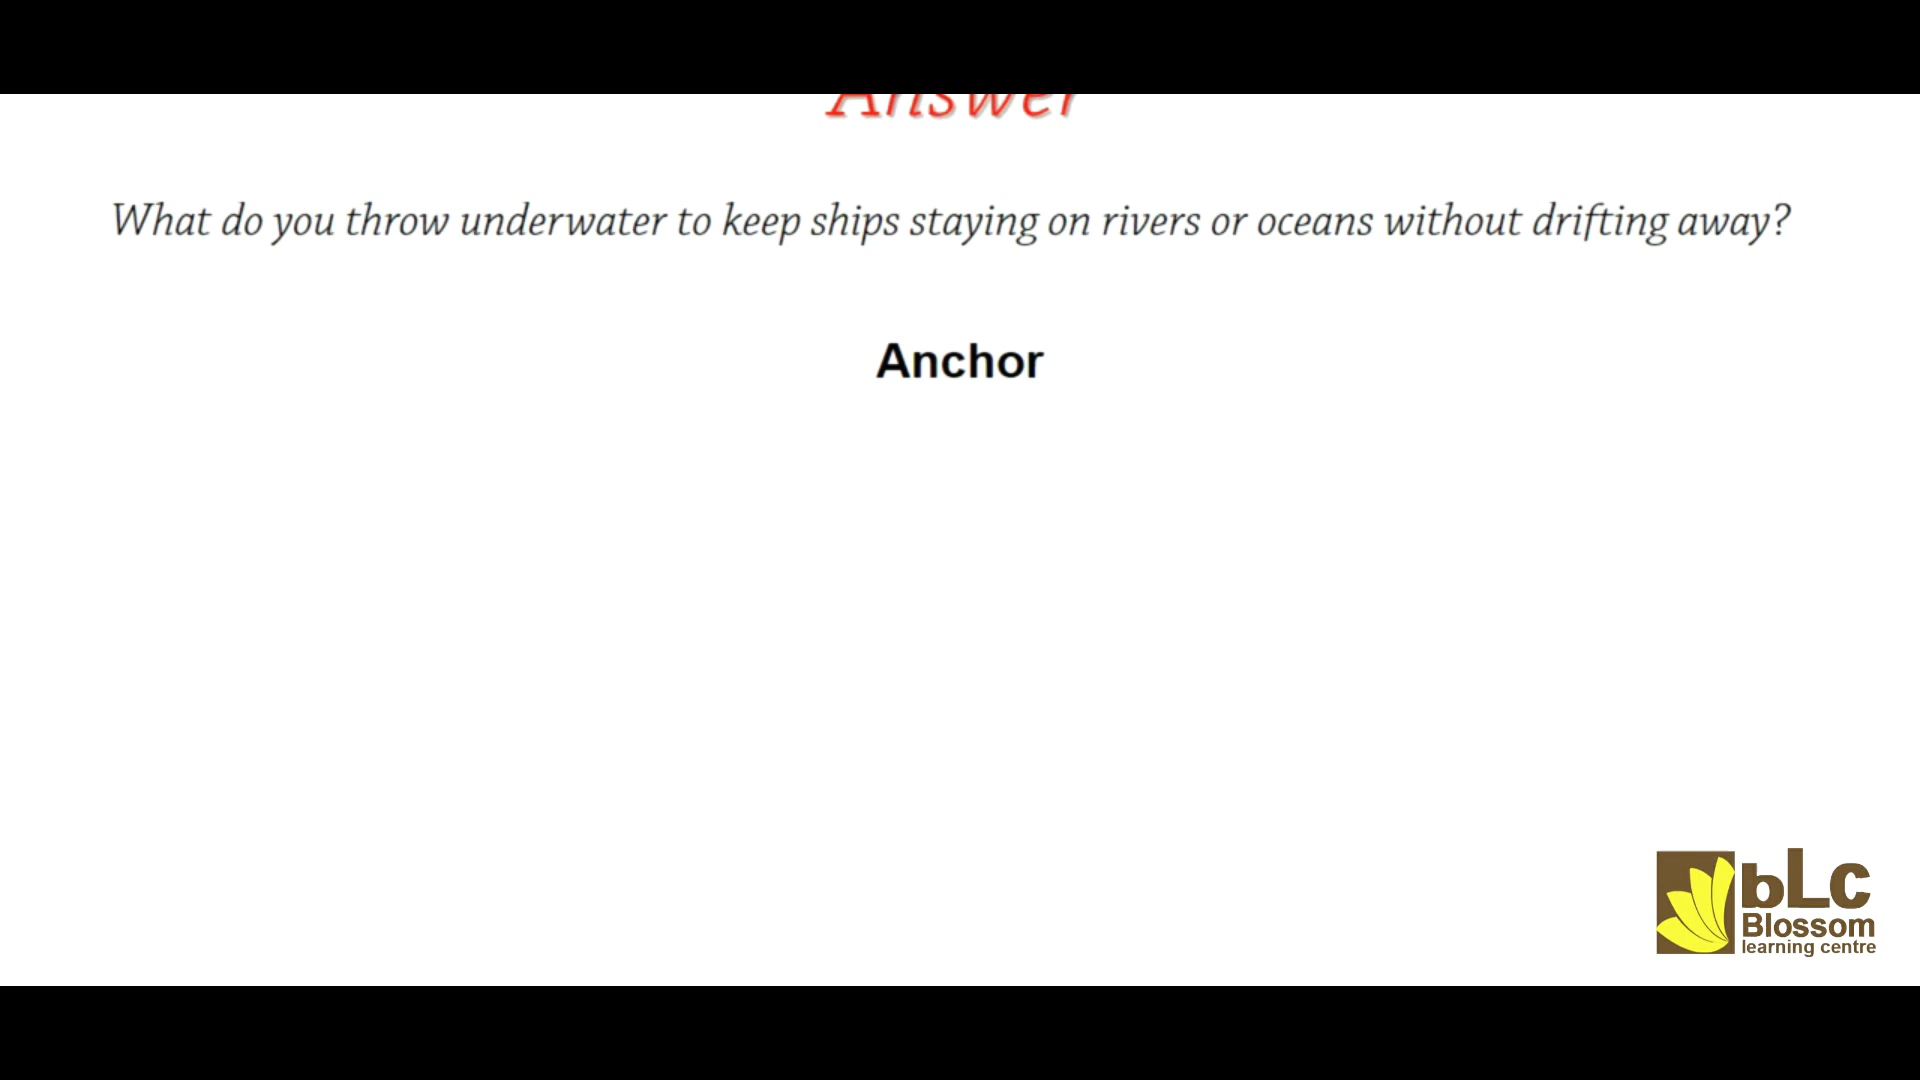 Answer
What do you throw underwater to keep ships staying on rivers or oceans without drifting away?
Anchor
bLc
Blossom
learning centre